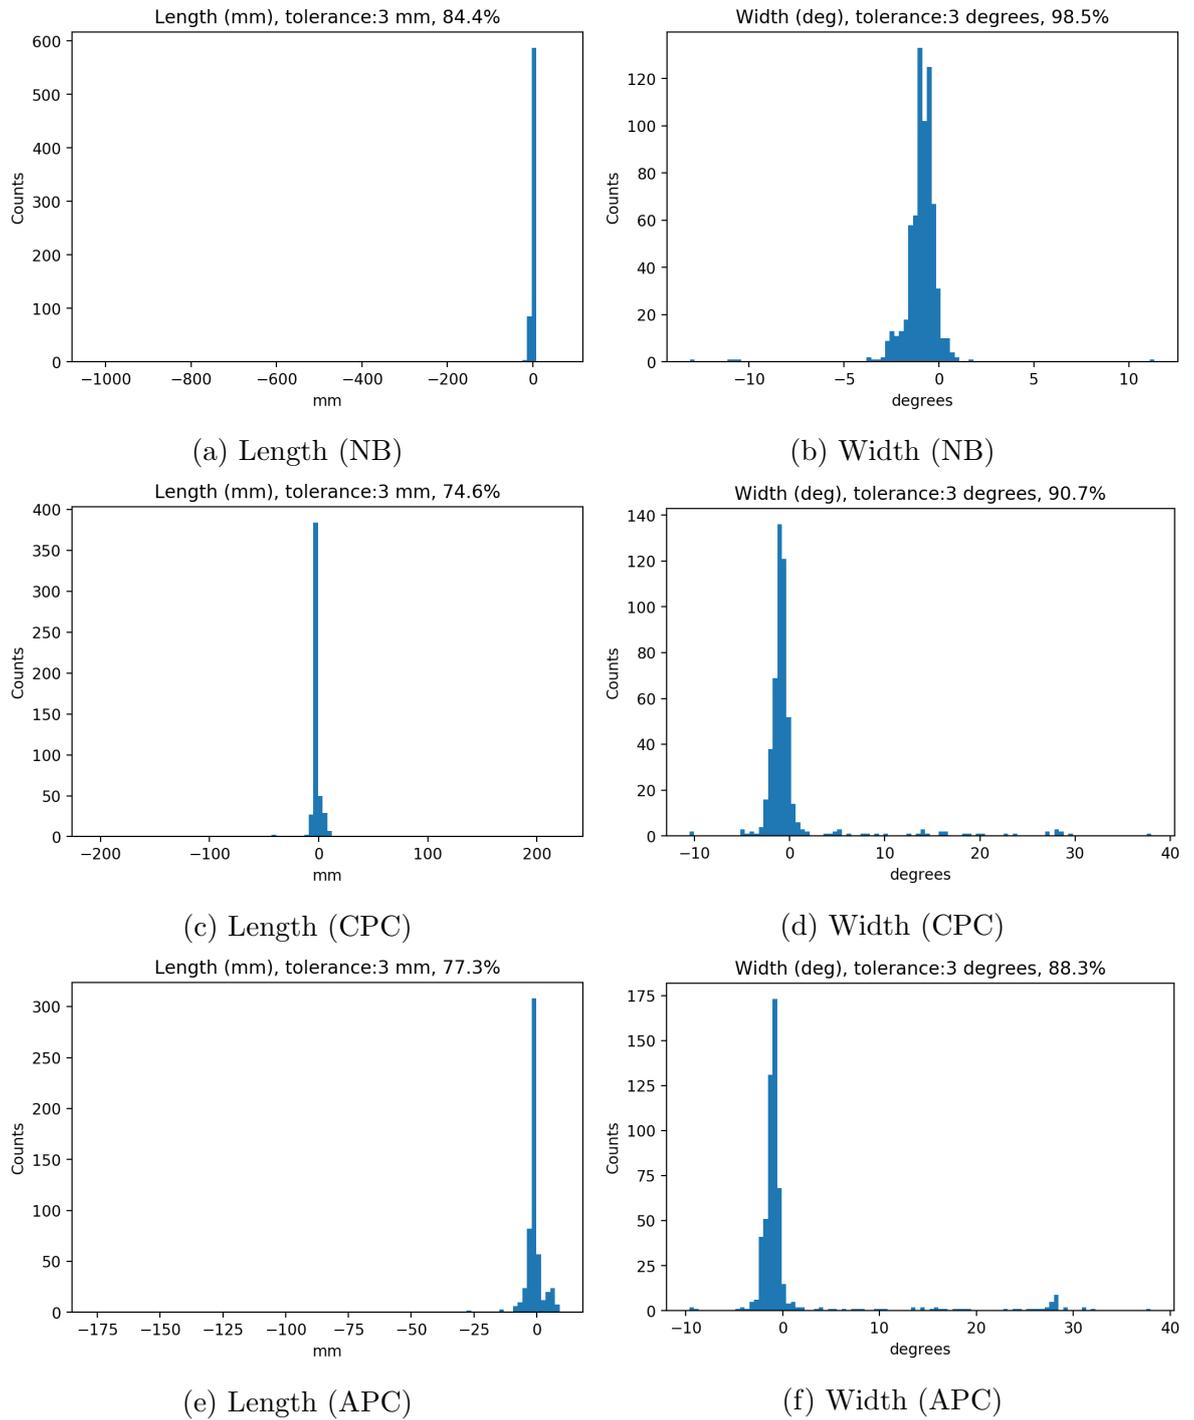 Length (mm), tolerance:3 mm, 84.4%
600
500
400
300
200
100
0
Counts
−1000 −800 −600 −400 −200 0
mm
(a) Length (NB)
Width (deg), tolerance:3 degrees, 98.5%
120
100
80
60
40
20
0
Counts
−10 −5 0 5 10
degrees
(b) Width (NB)
Length (mm), tolerance:3 mm, 74.6%
400
350
300
250
200
150
100
50
0
Counts
−200 −100 0 100 200
mm
(c) Length (CPC)
Width (deg), tolerance:3 degrees, 90.7%
140
120
100
80
60
40
20
0
Counts
−10 0 10 20 30 40
degrees
(d) Width (CPC)
Length (mm), tolerance:3 mm, 77.3%
300
250
200
150
100
50
0
Counts
−175 −150 −125 −100 −75 −50 −25 0
mm
(e) Length (APC)
Width (deg), tolerance:3 degrees, 88.3%
175
150
125
100
75
50
25
0
Counts
−10 0 10 20 30 40
degrees
(f) Width (APC)